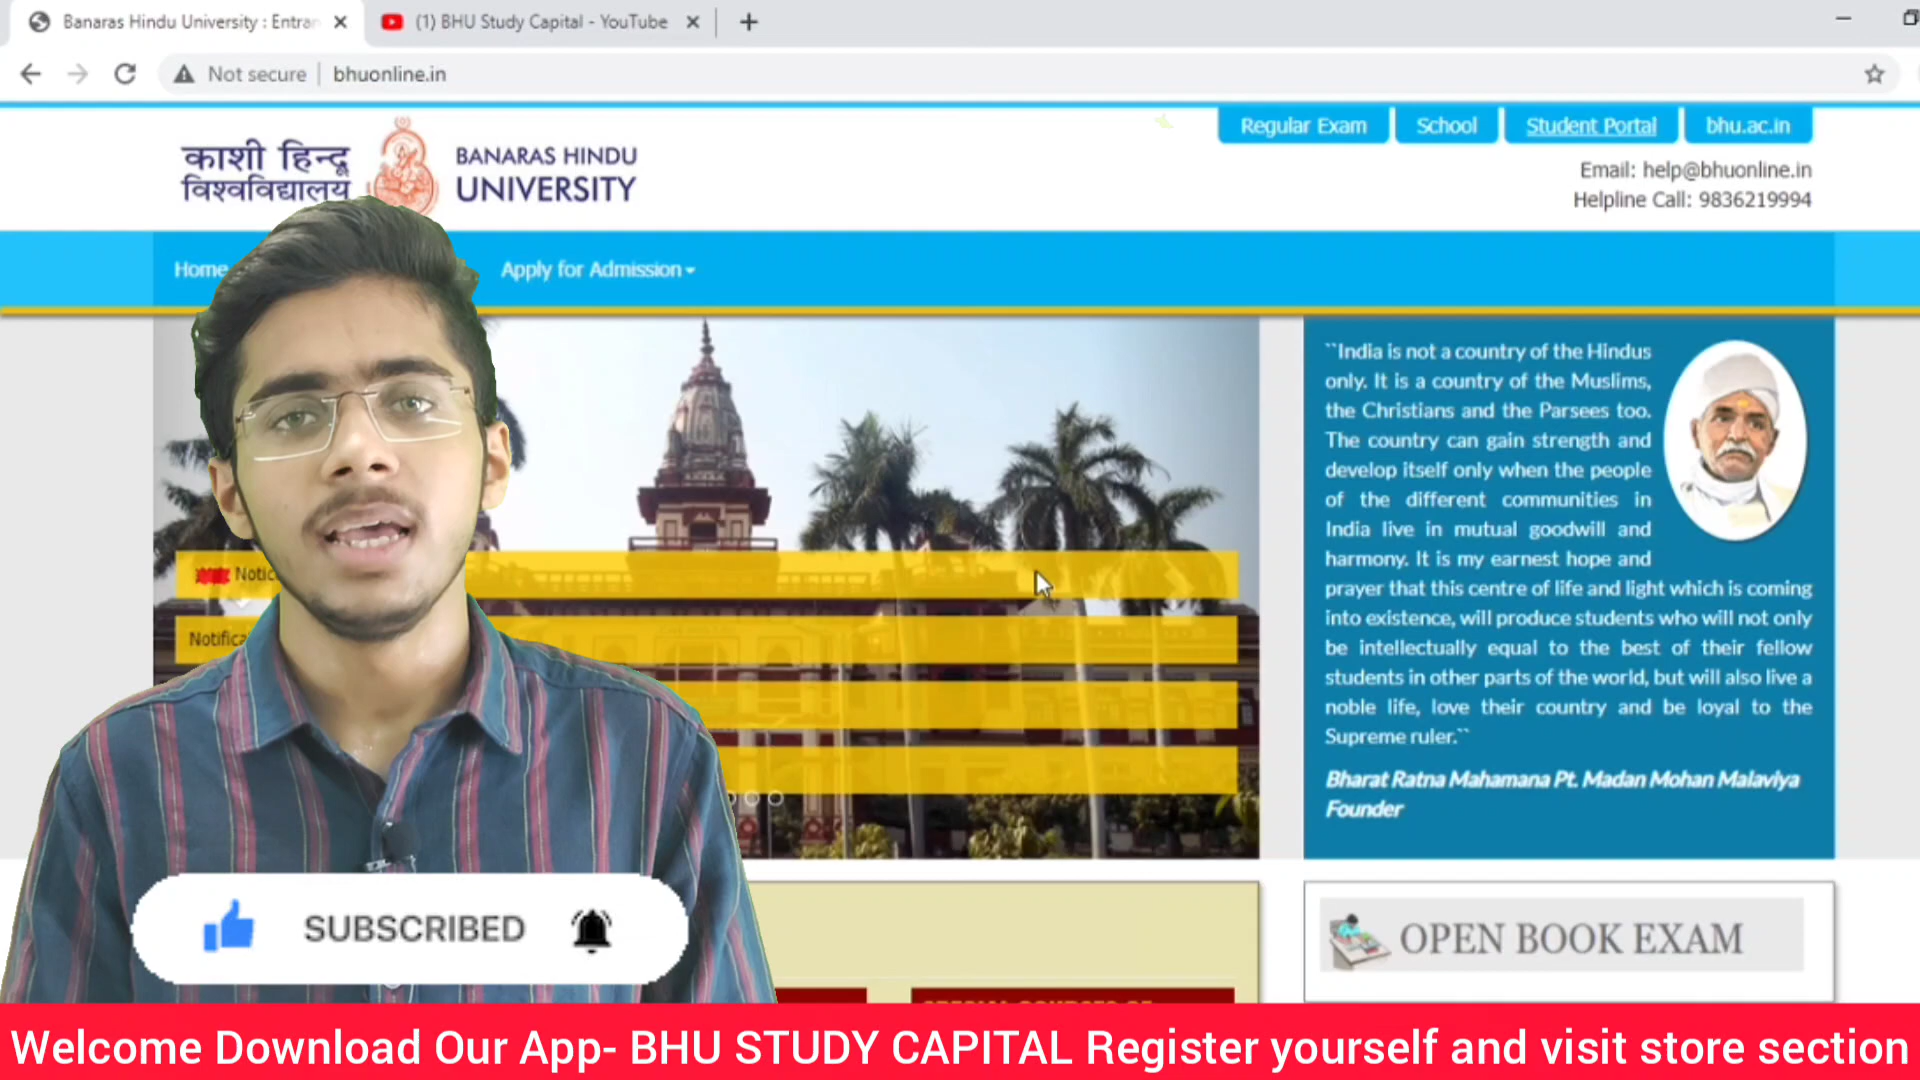 Banaras Hindu University : Entran
(1) BHU Study Capital - YouTube
Not secure
bhuonline.in
Regular Exam
School
Student Portal
bhu.ac.in
काशी हिन्दू
विश्वविद्यालय
BANARAS HINDU
UNIVERSITY
Email: help@bhuonline.in
Helpline Call: 9836219994
Home
Apply for Admission
``India is not a country of the Hindus
only. It is a country of the Muslims,
the Christians and the Parsees too.
The country can gain strength and
develop itself only when the people
of the different communities in
India live in mutual goodwill and
harmony. It is my earnest hope and
prayer that this centre of life and light which is coming
into existence, will produce students who will not only
be intellectually equal to the best of their fellow
students in other parts of the world, but will also live a
noble life, love their country and be loyal to the
Supreme ruler.``
Bharat Ratna Mahamana Pt. Madan Mohan Malaviya
Founder
Notic
Notifica
SUBSCRIBED
OPEN BOOK EXAM
Welcome Download Our App- BHU STUDY CAPITAL Register yourself and visit store section